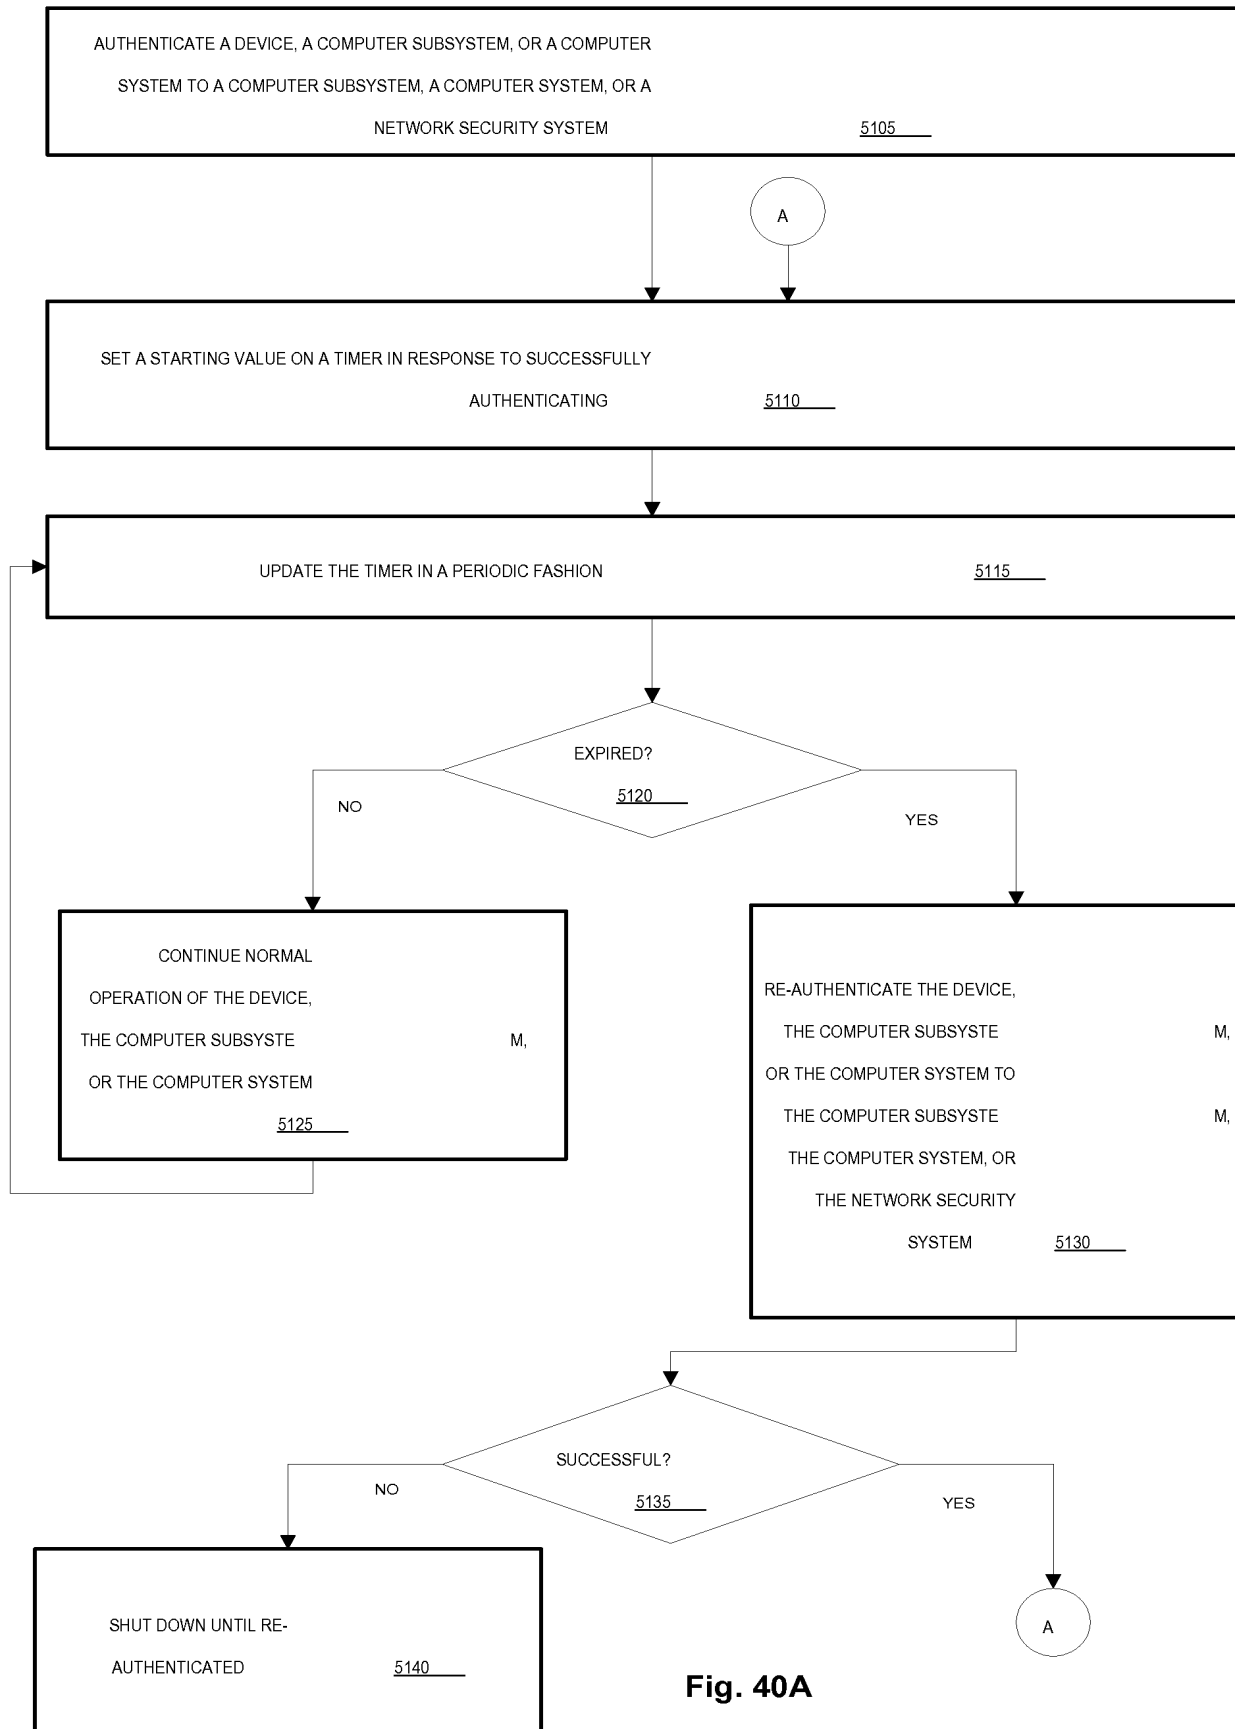 AUTHENTICATE A DEVICE, A COMPUTER SUBSYSTEM, OR A COMPUTER
SYSTEM TO A COMPUTER SUBSYSTEM, A COMPUTER SYSTEM, OR A
NETWORK SECURITY SYSTEM 5105
A
SET A STARTING VALUE ON A TIMER IN RESPONSE TO SUCCESSFULLY
AUTHENTICATING 5110
UPDATE THE TIMER IN A PERIODIC FASHION 5115
EXPIRED?
5120
NO
YES
CONTINUE NORMAL
OPERATION OF THE DEVICE,
THE COMPUTER SUBSYSTE M,
OR THE COMPUTER SYSTEM
5125
RE-AUTHENTICATE THE DEVICE,
THE COMPUTER SUBSYSTE M,
OR THE COMPUTER SYSTEM TO
THE COMPUTER SUBSYSTE M,
THE COMPUTER SYSTEM, OR
THE NETWORK SECURITY
SYSTEM 5130
SUCCESSFUL?
5135
NO
YES
SHUT DOWN UNTIL RE-
AUTHENTICATED 5140
A
Fig. 40A